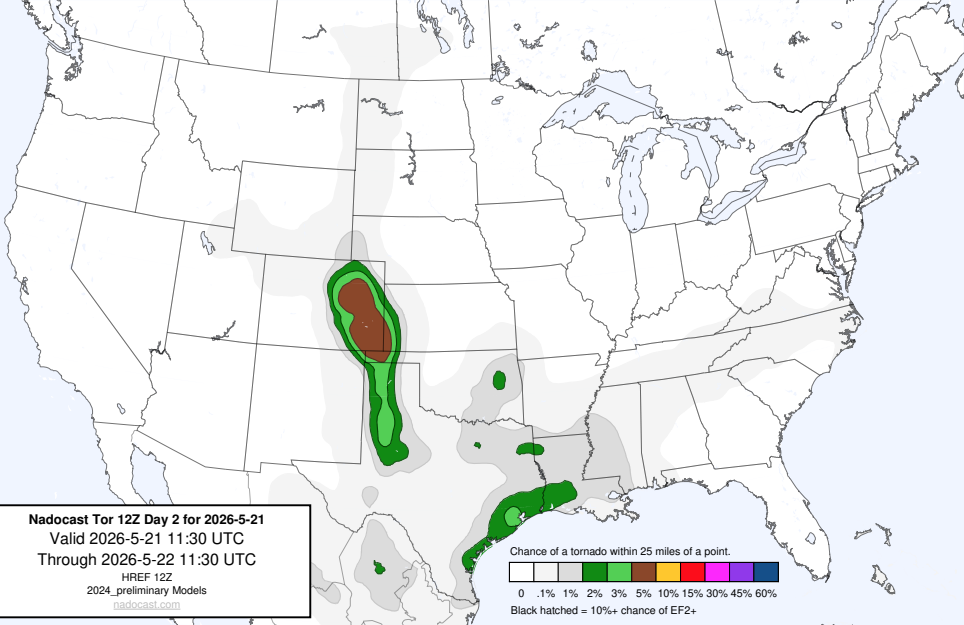 Nadocast Tor 12Z Day 2 for 2026-5-21
Valid 2026-5-21 11:30 UTC
Through 2026-5-22 11:30 UTC
HREF 12Z
2024_preliminary Models
nadocast.com
Chance of a tornado within 25 miles of a point.
0 .1% 1% 2% 3% 5% 10% 15% 30% 45% 60%
Black hatched = 10%+ chance of EF2+